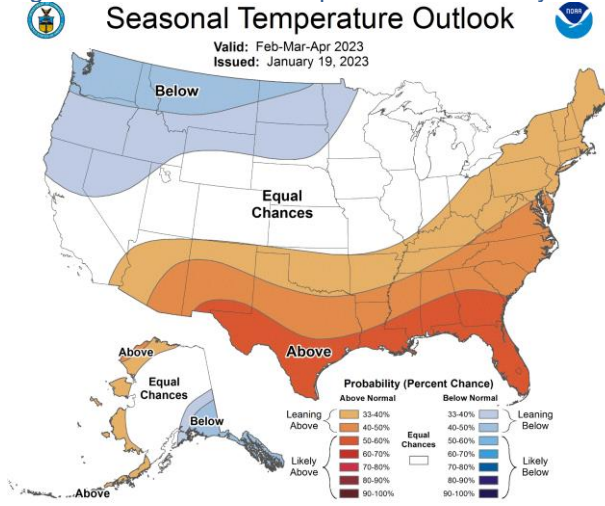 Seasonal Temperature Outlook
Valid: Feb-Mar-Apr 2023
Issued: January 19, 2023
NOAA
Below
Equal
Chances
Above
Above
Equal
Chances
Below
Above
Probability (Percent Chance)
Above Normal
Below Normal
Leaning
Above
33-40%
40-50%
50-60%
60-70%
70-80%
80-90%
90-100%
Likely
Above
Equal
Chances
33-40%
40-50%
50-60%
60-70%
70-80%
80-90%
90-100%
Leaning
Below
Likely
Below